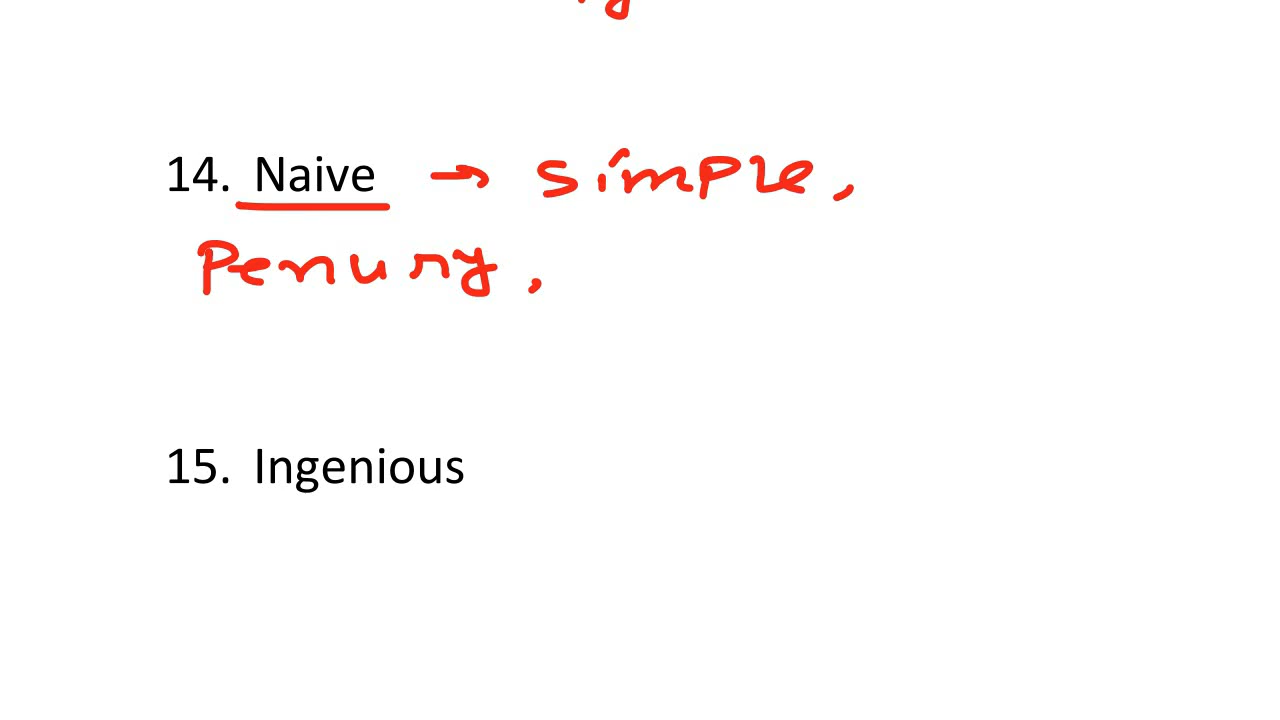 14. Naive → simple,
Penury,
15. Ingenious